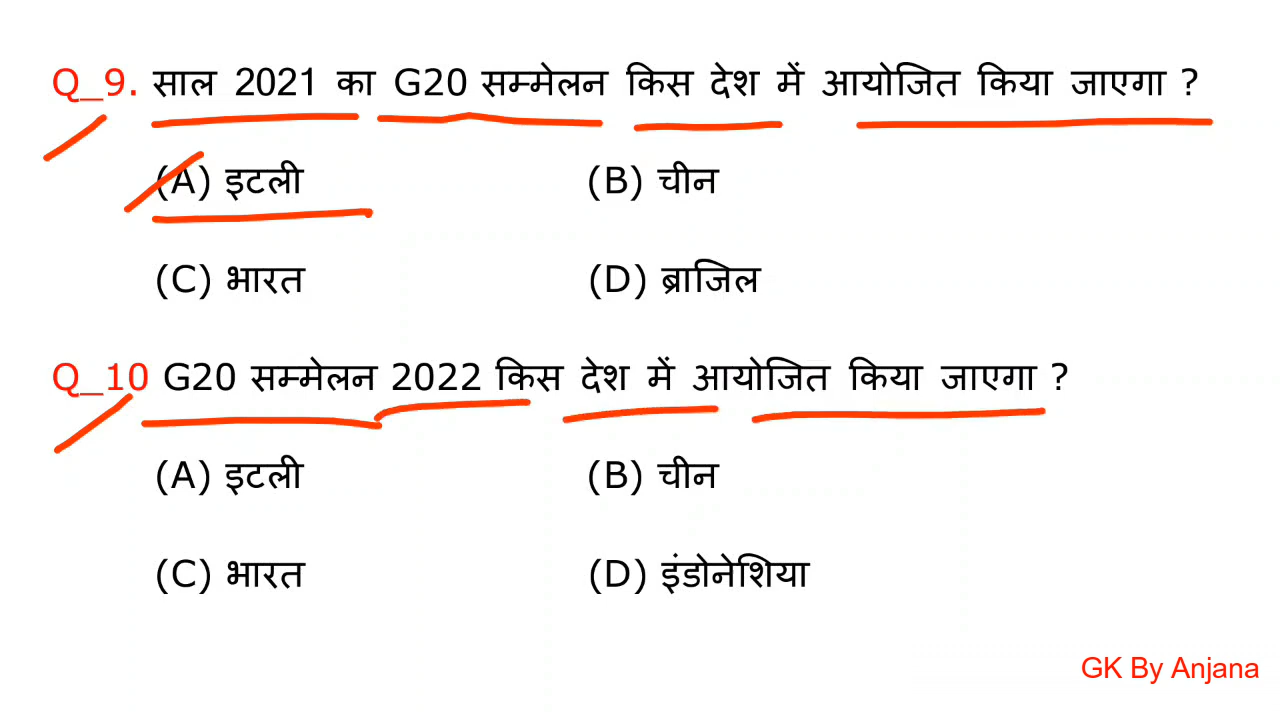 Q_9. साल 2021 का G20 सम्मेलन किस देश में आयोजित किया जाएगा ?
(A) इटली (B) चीन
(C) भारत (D) ब्राजिल
Q_10 G20 सम्मेलन 2022 किस देश में आयोजित किया जाएगा ?
(A) इटली (B) चीन
(C) भारत (D) इंडोनेशिया
GK By Anjana